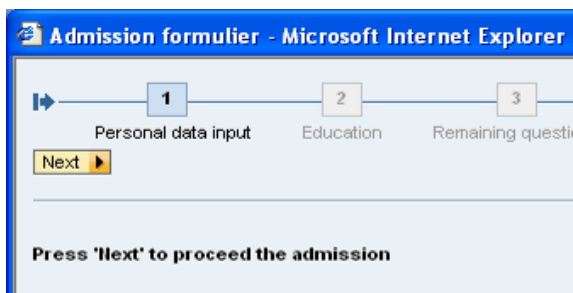 Admission formulier - Microsoft Internet Explorer
1 2 3
Personal data input Education Remaining
Next
Press 'Next' to proceed the admission